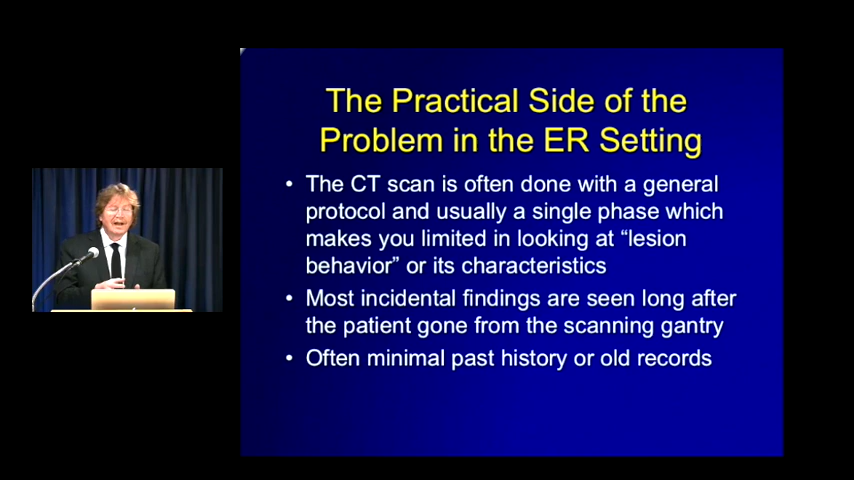 The Practical Side of the
Problem in the ER Setting
• The CT scan is often done with a general
protocol and usually a single phase which
makes you limited in looking at “lesion
behavior” or its characteristics
• Most incidental findings are seen long after
the patient gone from the scanning gantry
• Often minimal past history or old records